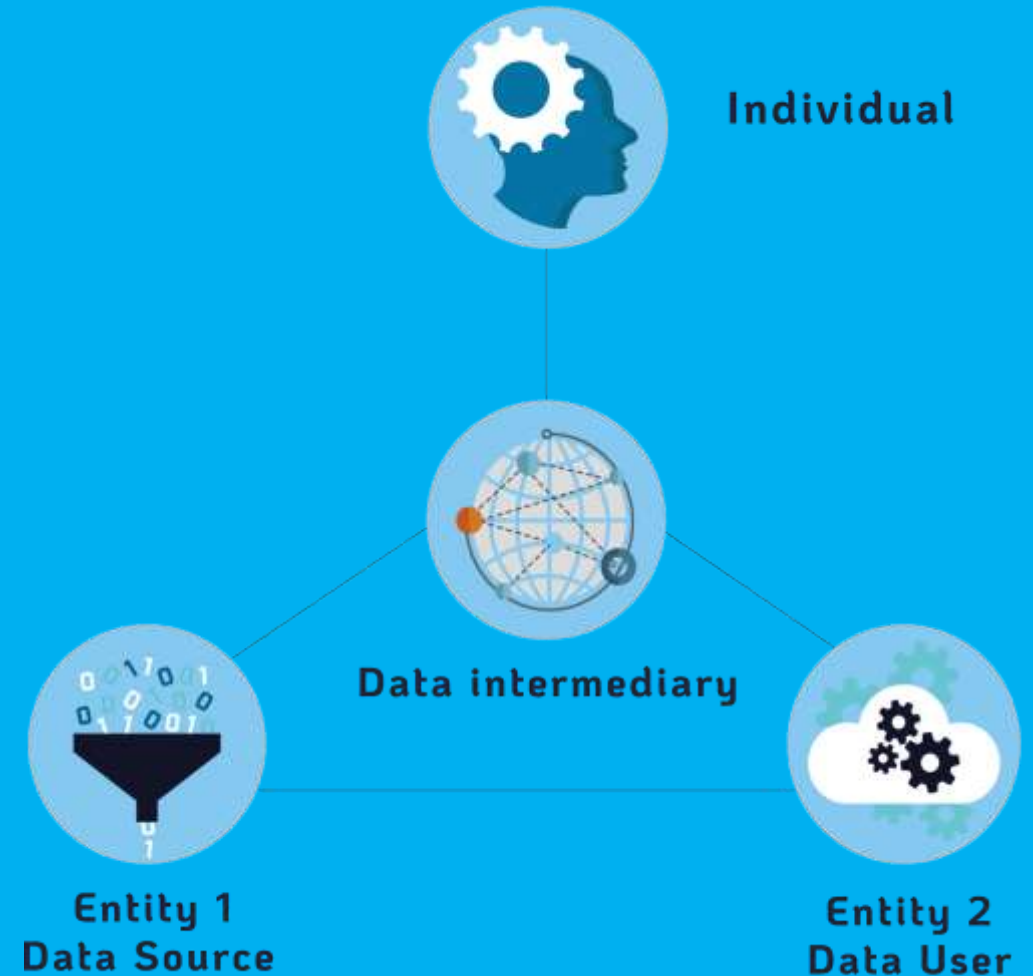 Individual
Data intermediary
Entity 1
Data Source
Entity 2
Data User